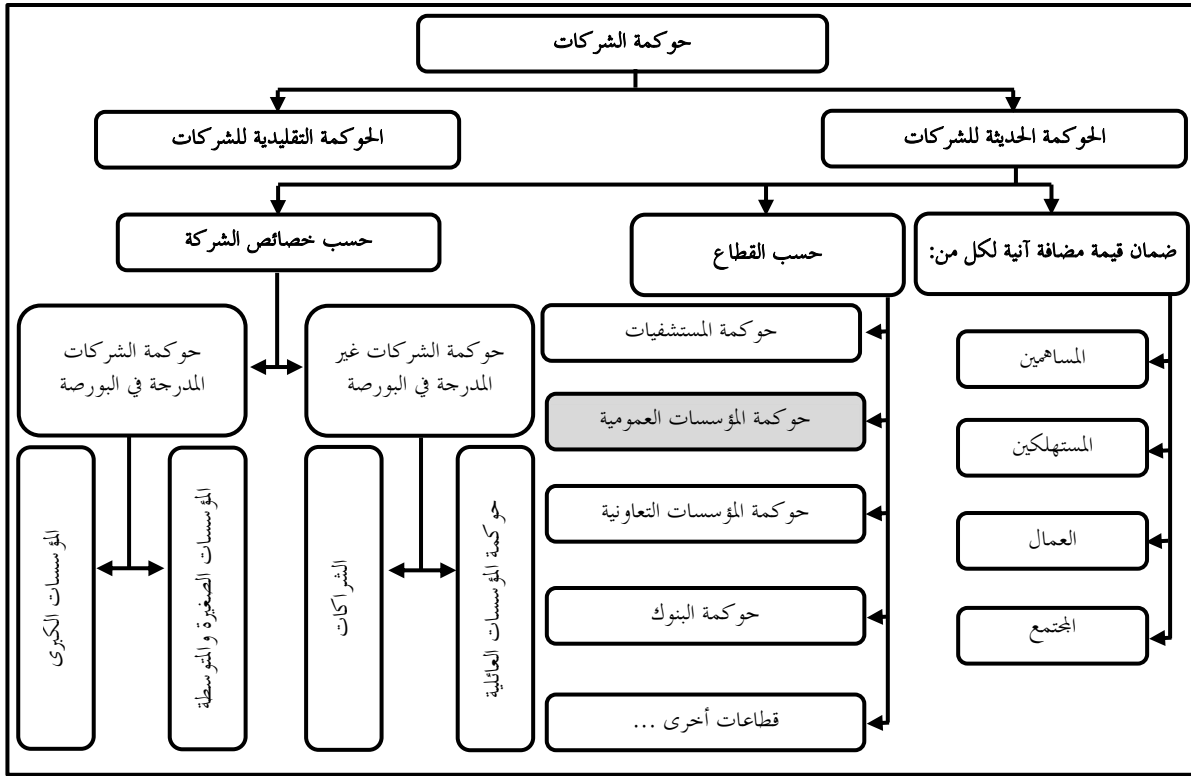 حوكمة الشركات
الحوكمة الحديثة للشركات
الحوكمة التقليدية للشركات
ضمان قيمة مضافة آنية لكل من:
حسب القطاع
حسب خصائص الشركة
المساهمين
المستهلكين
العمال
المجتمع
حوكمة المستشفيات
حوكمة المؤسسات العمومية
حوكمة المؤسسات التعاونية
حوكمة البنوك
قطاعات أخرى ...
حوكمة الشركات غير
المدرجة في البورصة
حوكمة الشركات
المدرجة في البورصة
حوكمة المؤسسات العائلية
الشراكات
المؤسسات الصغيرة والمتوسطة
المؤسسات الكبرى